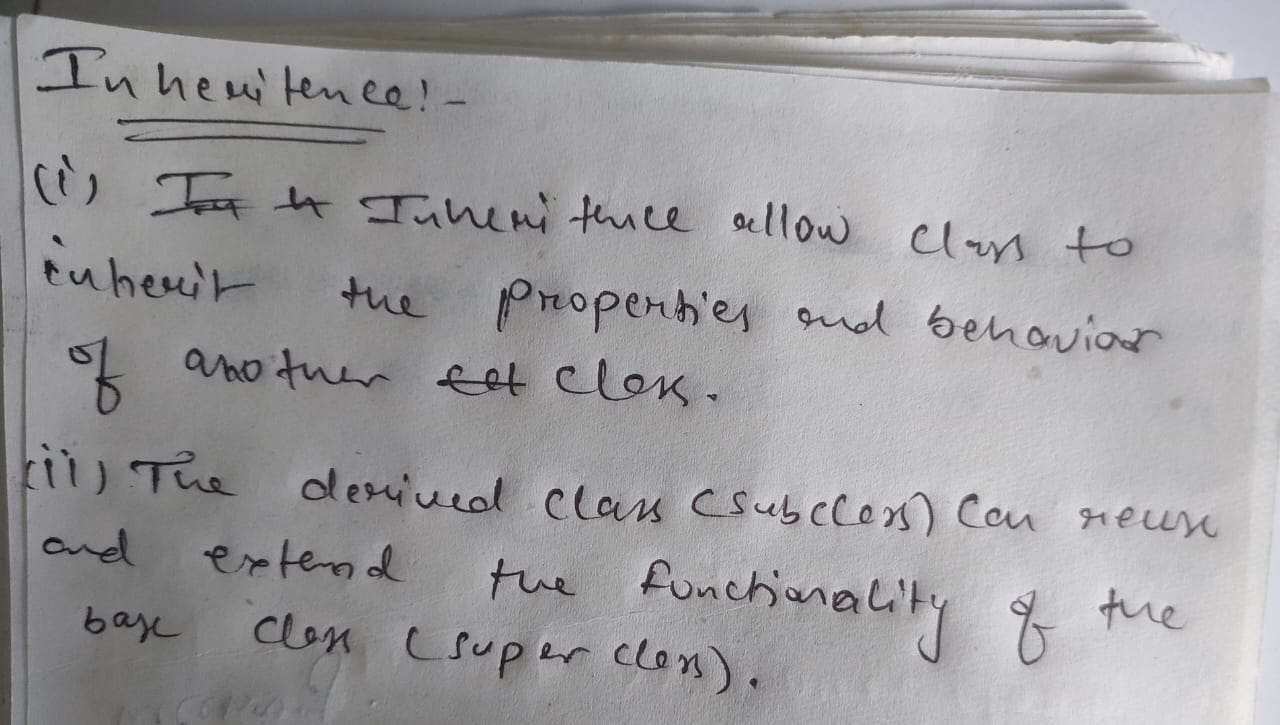 Inheritence:-
(i) Inheritence allow class to
inherit the properties and behavior
of another class.
(ii) The derived class (subclass) can reuse
and extend the functionality of the
base class (super class).